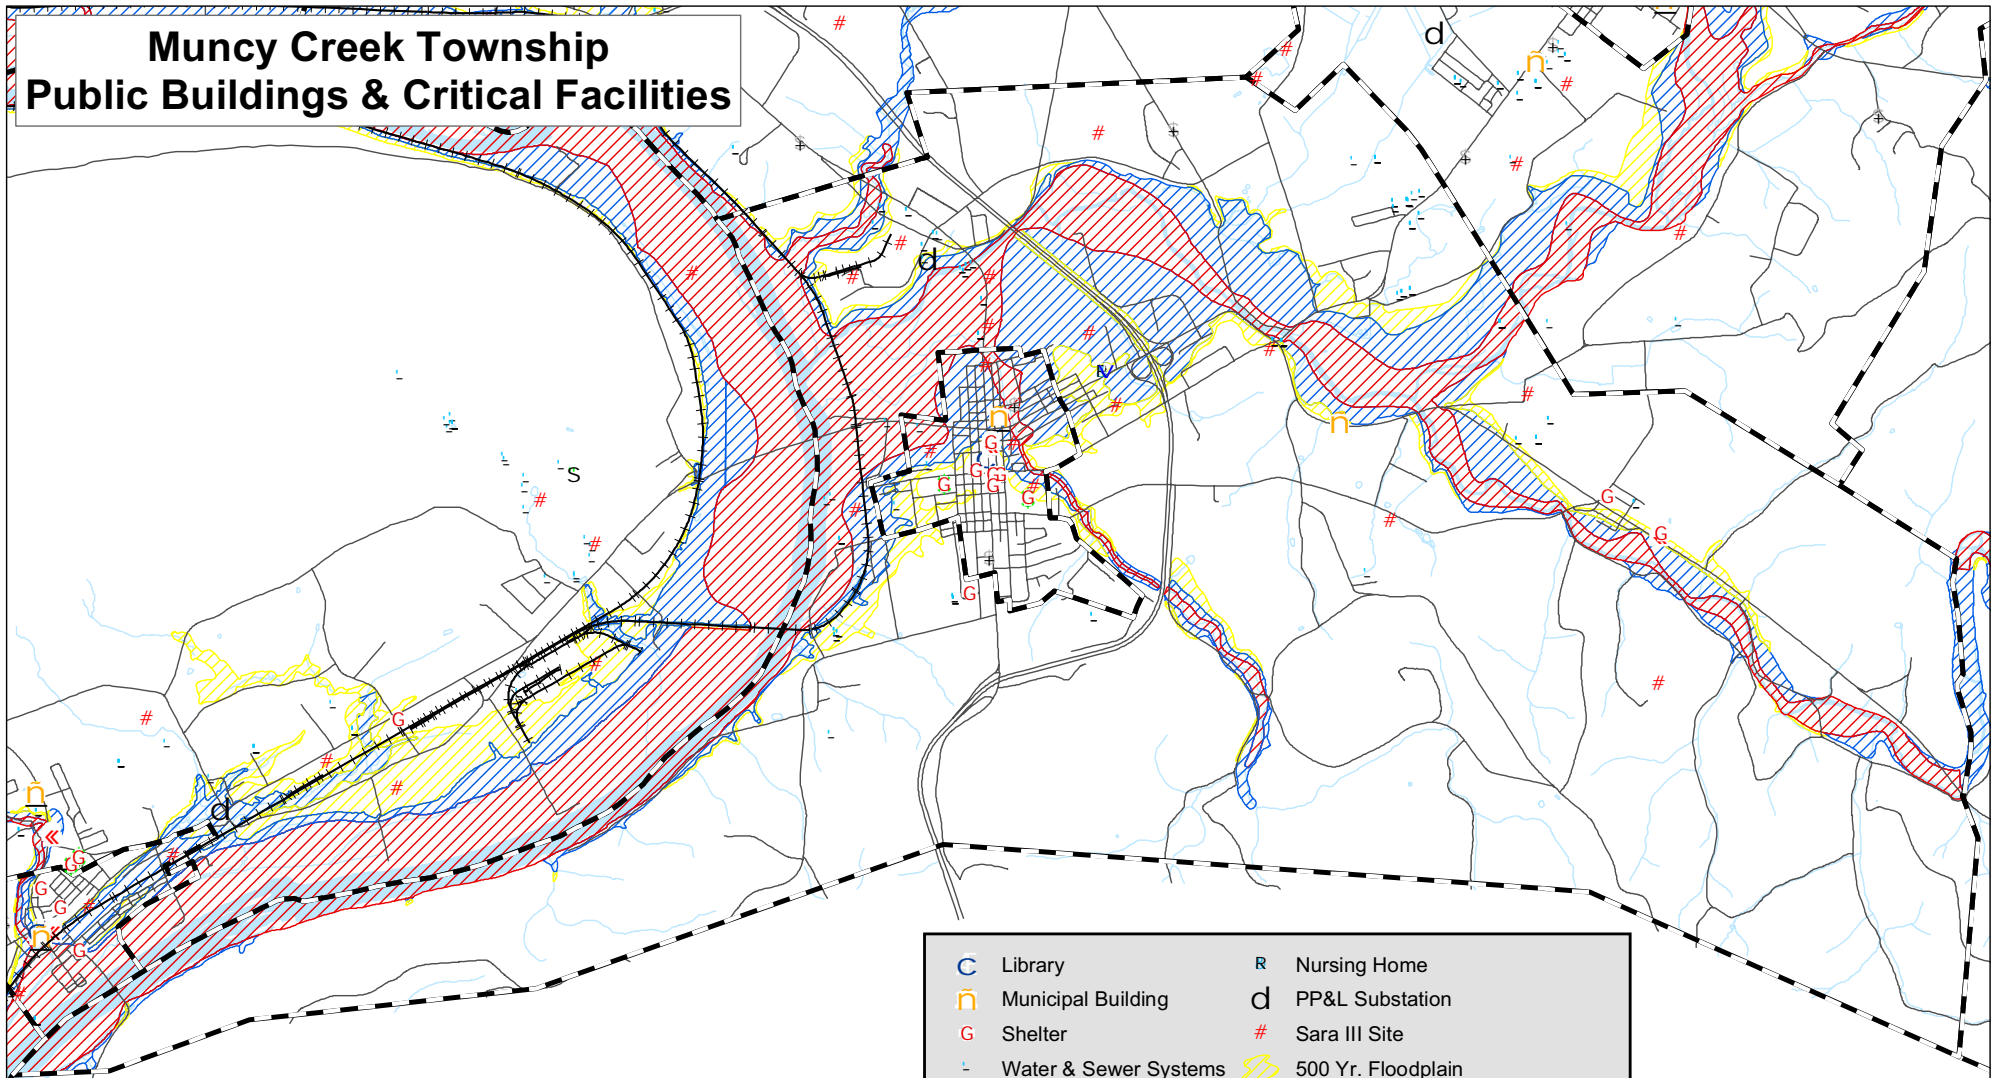 Muncy Creek Township
Public Buildings & Critical Facilities
C Library
ñ Municipal Building
G Shelter
Water & Sewer Systems
R Nursing Home
d PP&L Substation
# Sara III Site
500 Yr. Floodplain